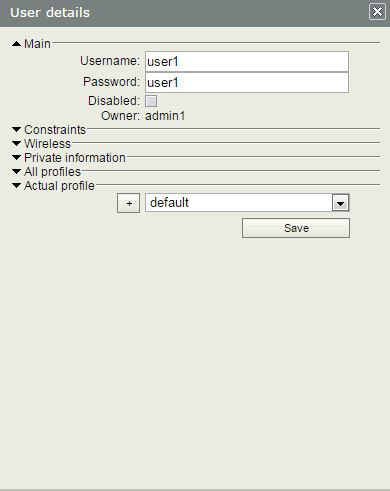 User details
Main
Username: user1
Password: user1
Disabled:
Owner: admin1
Constraints
Wireless
Private information
All profiles
Actual profile
+ default
Save